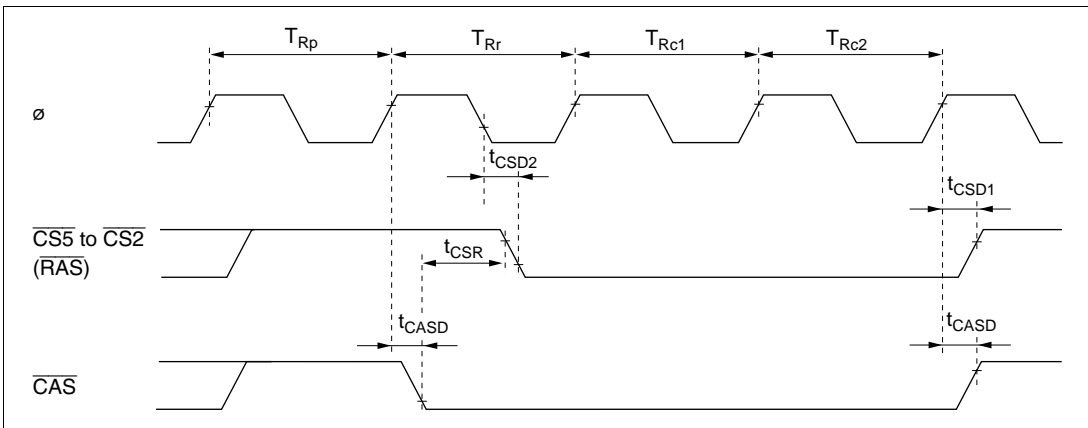 TRp TRr TRc1 TRc2
ø
tCSD2
tCSD1
CS5 to CS2
(RAS)
tCSR
tCASD
tCASD
CAS